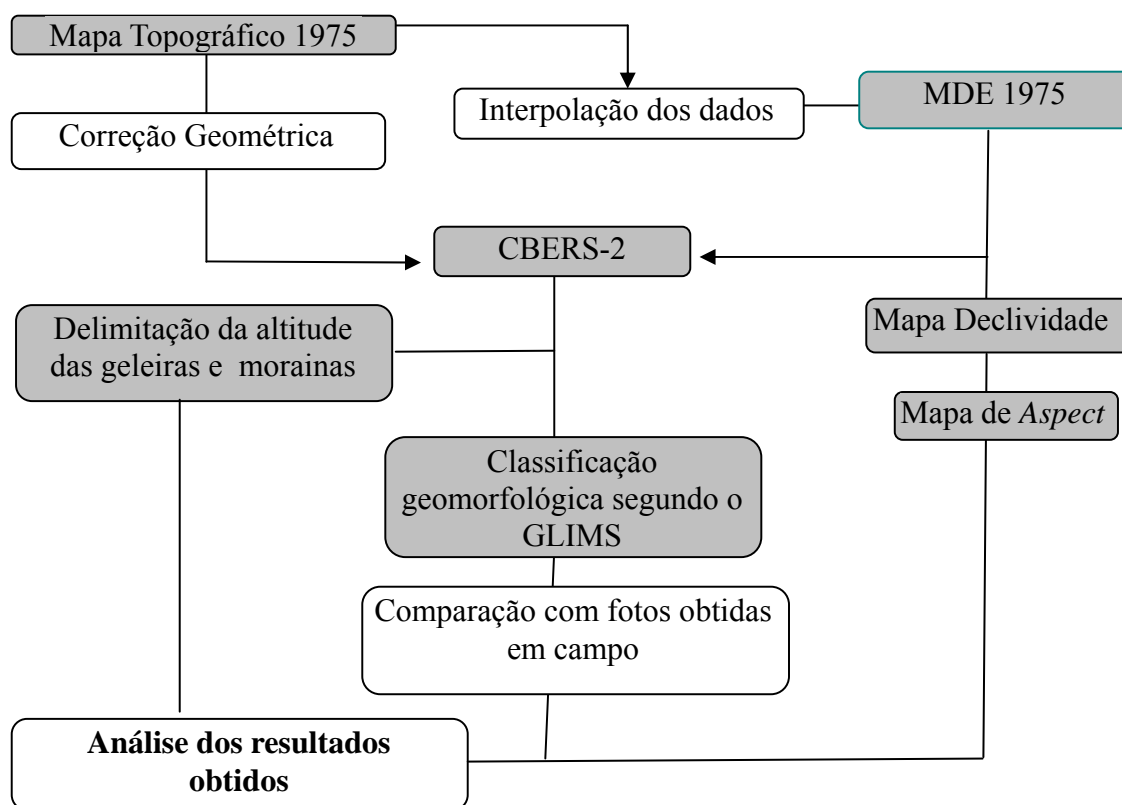 Mapa Topográfico 1975
Interpolação dos dados
MDE 1975
Correção Geométrica
CBERS-2
Delimitação da altitude
das geleiras e morainas
Mapa Declividade
Mapa de Aspect
Classificação
geomorfológica segundo o
GLIMS
Comparação com fotos obtidas
em campo
Análise dos resultados
obtidos